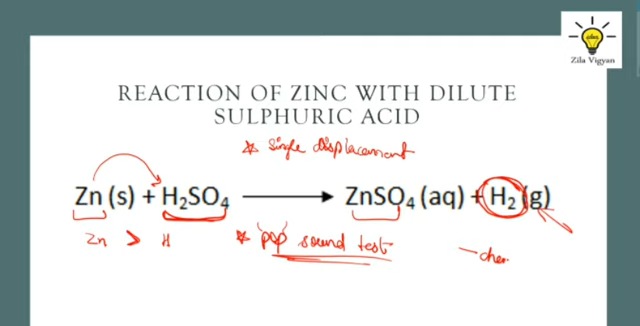 Zila Vigyan
REACTION OF ZINC WITH DILUTE
SULPHURIC ACID
* Single displacement
Zn (s) + H₂SO₄ ⟶ ZnSO₄ (aq) + H₂ (g)
Zn > H * 'pop' sound test - che